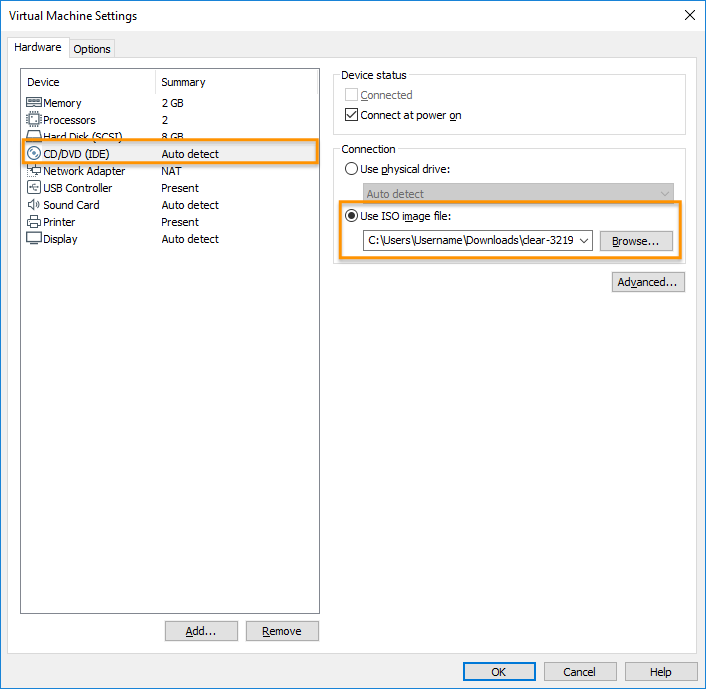 Virtual Machine Settings
Hardware Options
Device Summary
Memory 2 GB
Processors 2
Hard Disk (SCSI) 8 GB
CD/DVD (IDE) Auto detect
Network Adapter NAT
USB Controller Present
Sound Card Auto detect
Printer Present
Display Auto detect
Add... Remove
Device status
Connected
Connect at power on
Connection
Use physical drive:
Auto detect
Use ISO image file:
C:\Users\Username\Downloads\clear-3219 Browse...
Advanced...
OK Cancel Help